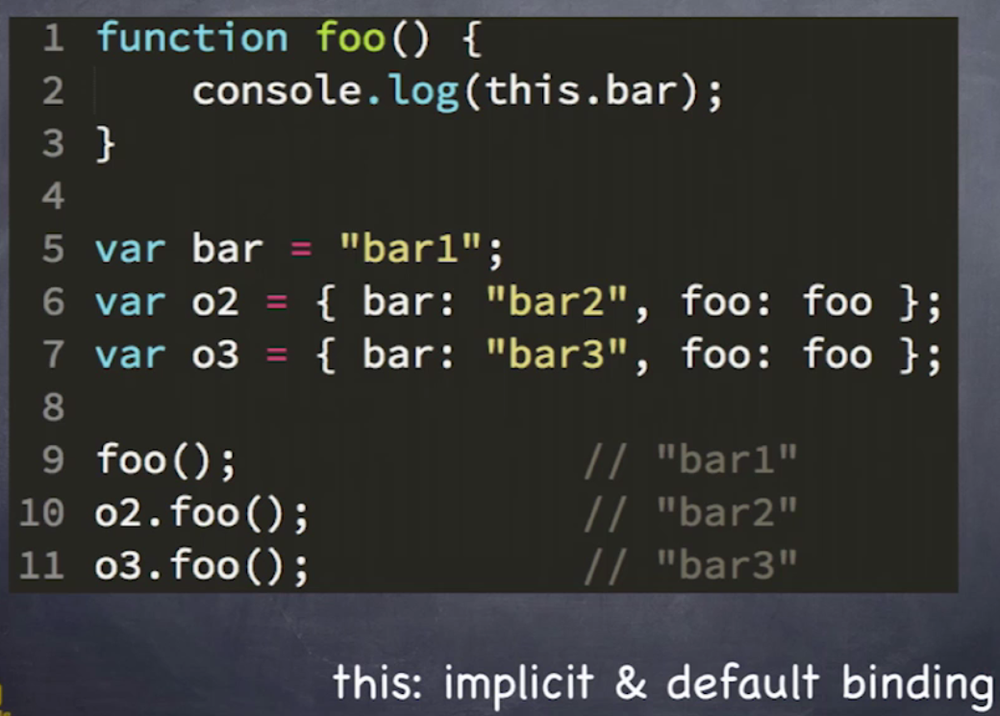 1 function foo() {
2 console.log(this.bar);
3 }
4
5 var bar = "bar1";
6 var o2 = { bar: "bar2", foo: foo };
7 var o3 = { bar: "bar3", foo: foo };
8
9 foo(); // "bar1"
10 o2.foo(); // "bar2"
11 o3.foo(); // "bar3"
this: implicit & default binding